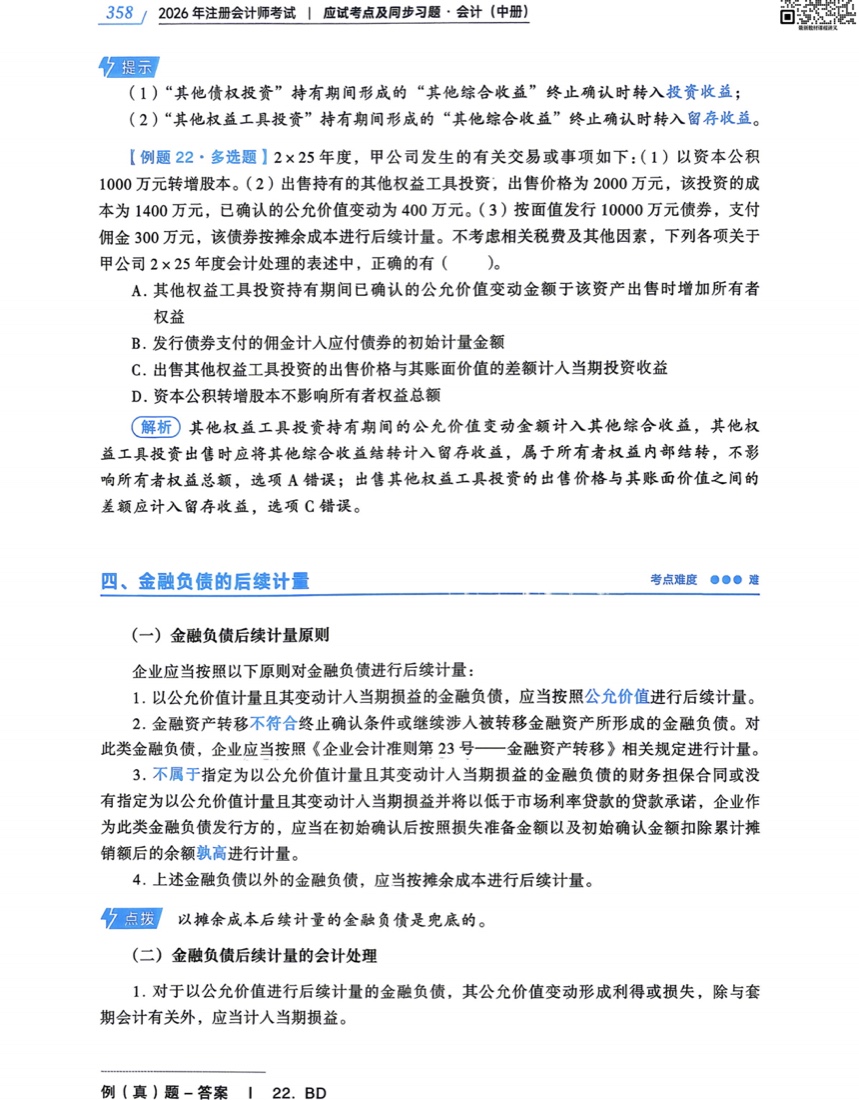 358 / 2026 年注册会计师考试 | 应试考点及同步习题·会计（中册）
提示
（1）“其他债权投资”持有期间形成的“其他综合收益”终止确认时转入投资收益；
（2）“其他权益工具投资”持有期间形成的“其他综合收益”终止确认时转入留存收益。
【例题 22·多选题】2×25 年度，甲公司发生的有关交易或事项如下：（1）以资本公积
1000 万元转增股本。（2）出售持有的其他权益工具投资，出售价格为 2000 万元，该投资的成
本为 1400 万元，已确认的公允价值变动为 400 万元。（3）按面值发行 10000 万元债券，支付
佣金 300 万元，该债券按摊余成本进行后续计量。不考虑相关税费及其他因素，下列各项关于
甲公司 2×25 年度会计处理的表述中，正确的有（　　）。
A. 其他权益工具投资持有期间已确认的公允价值变动金额于该资产出售时增加所有者
权益
B. 发行债券支付的佣金计入应付债券的初始计量金额
C. 出售其他权益工具投资的出售价格与其账面价值的差额计入当期投资收益
D. 资本公积转增股本不影响所有者权益总额
解析 其他权益工具投资持有期间的公允价值变动金额计入其他综合收益，其他权
益工具投资出售时应将其他综合收益结转计入留存收益，属于所有者权益内部结转，不影
响所有者权益总额，选项 A 错误；出售其他权益工具投资的出售价格与其账面价值之间的
差额应计入留存收益，选项 C 错误。
四、金融负债的后续计量 考点难度 难
（一）金融负债后续计量原则
企业应当按照以下原则对金融负债进行后续计量：
1. 以公允价值计量且其变动计入当期损益的金融负债，应当按照公允价值进行后续计量。
2. 金融资产转移不符合终止确认条件或继续涉入被转移金融资产所形成的金融负债。对
此类金融负债，企业应当按照《企业会计准则第 23 号——金融资产转移》相关规定进行计量。
3. 不属于指定为以公允价值计量且其变动计入当期损益的金融负债的财务担保合同或没
有指定为以公允价值计量且其变动计入当期损益并将以低于市场利率贷款的贷款承诺，企业作
为此类金融负债发行方的，应当在初始确认后按照损失准备金额以及初始确认金额扣除累计摊
销额后的余额孰高进行计量。
4. 上述金融负债以外的金融负债，应当按摊余成本进行后续计量。
点拨 以摊余成本后续计量的金融负债是兜底的。
（二）金融负债后续计量的会计处理
1. 对于以公允价值进行后续计量的金融负债，其公允价值变动形成利得或损失，除与套
期会计有关外，应当计入当期损益。
例（真）题－答案 | 22. BD